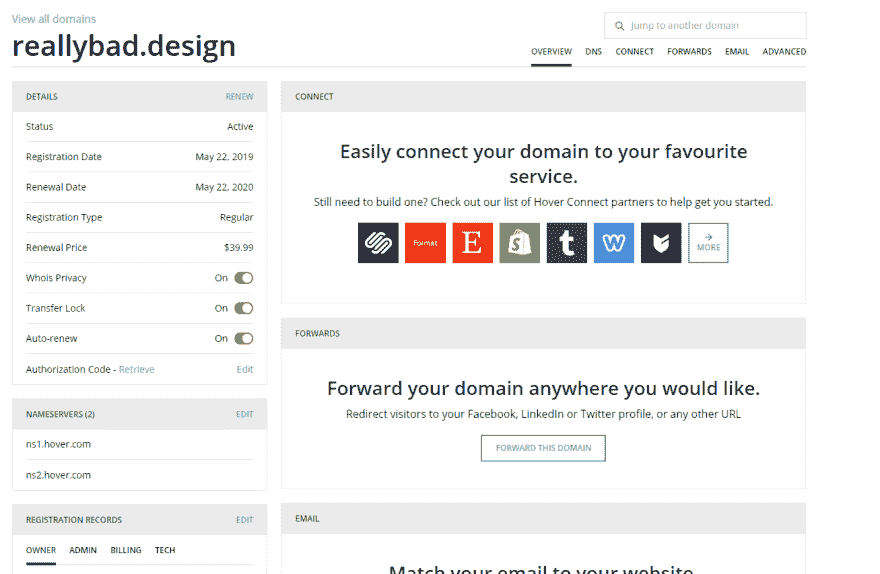 View all domains
reallybad.design
Jump to another domain
OVERVIEW DNS CONNECT FORWARDS EMAIL ADVANCED
DETAILS RENEW
Status Active
Registration Date May 22, 2019
Renewal Date May 22, 2020
Registration Type Regular
Renewal Price $39.99
Whois Privacy On
Transfer Lock On
Auto-renew On
Authorization Code - Retrieve Edit
NAMESERVERS (2) EDIT
ns1.hover.com
ns2.hover.com
REGISTRATION RECORDS EDIT
OWNER ADMIN BILLING TECH
CONNECT
Easily connect your domain to your favourite
service.
Still need to build one? Check out our list of Hover Connect partners to help get you started.
Format E S t W → MORE
FORWARDS
Forward your domain anywhere you would like.
Redirect visitors to your Facebook, LinkedIn or Twitter profile, or any other URL
FORWARD THIS DOMAIN
EMAIL
Match your email to your website